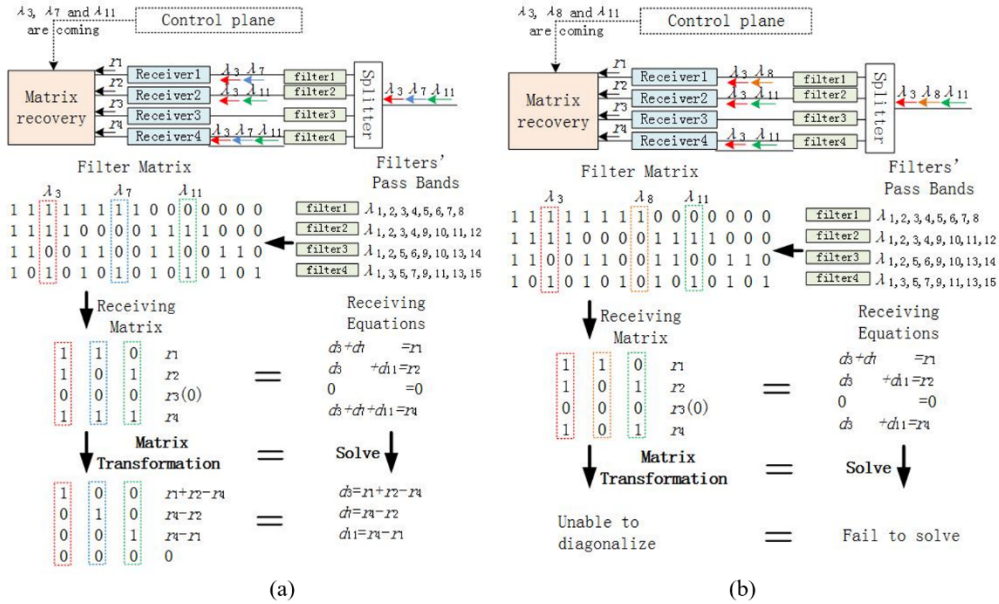 λ3, λ7 and λ11
are coming
Control plane
r1
r2
r3
r4
Matrix
recovery
Receiver1
Receiver2
Receiver3
Receiver4
λ3 λ7
λ3 λ11
λ3 λ7 λ11
filter1
filter2
filter3
filter4
Splitter
λ3 λ7 λ11
Filter Matrix
Filters'
Pass Bands
λ3 λ7 λ11
1 1 1 1 1 1 1 1 0 0 0 0 0 0 0
1 1 1 1 0 0 0 0 1 1 1 1 0 0 0
1 1 0 0 1 1 0 0 1 1 0 0 1 1 0
1 0 1 0 1 0 1 0 1 0 1 0 1 0 1
filter1 λ1,2,3,4,5,6,7,8
filter2 λ1,2,3,4,9,10,11,12
filter3 λ1,2,5,6,9,10,13,14
filter4 λ1,3,5,7,9,11,13,15
Receiving
Matrix
Receiving
Equations
1 1 0 r1
1 0 1 r2
0 0 0 r3(0)
1 1 1 r4
=
d3+d7 =r1
d3 +d11=r2
0 =0
d3+d7+d11=r4
Matrix
Transformation
=
Solve
1 0 0 r1+r2-r4
0 1 0 r4-r2
0 0 1 r4-r1
0 0 0 0
=
d3=r1+r2-r4
d7=r4-r2
d11=r4-r1
(a)
λ3, λ8 and λ11
are coming
Control plane
r1
r2
r3
r4
Matrix
recovery
Receiver1
Receiver2
Receiver3
Receiver4
λ3 λ8
λ3 λ11
λ3 λ11
filter1
filter2
filter3
filter4
Splitter
λ3 λ8 λ11
Filter Matrix
Filters'
Pass Bands
λ3 λ8 λ11
1 1 1 1 1 1 1 1 0 0 0 0 0 0 0
1 1 1 1 0 0 0 0 1 1 1 1 0 0 0
1 1 0 0 1 1 0 0 1 1 0 0 1 1 0
1 0 1 0 1 0 1 0 1 0 1 0 1 0 1
filter1 λ1,2,3,4,5,6,7,8
filter2 λ1,2,3,4,9,10,11,12
filter3 λ1,2,5,6,9,10,13,14
filter4 λ1,3,5,7,9,11,13,15
Receiving
Matrix
Receiving
Equations
1 1 0 r1
1 0 1 r2
0 0 0 r3(0)
1 0 1 r4
=
d3+d7 =r1
d3 +d11=r2
0 =0
d3 +d11=r4
Matrix
Transformation
=
Solve
Unable to
diagonalize
=
Fail to solve
(b)